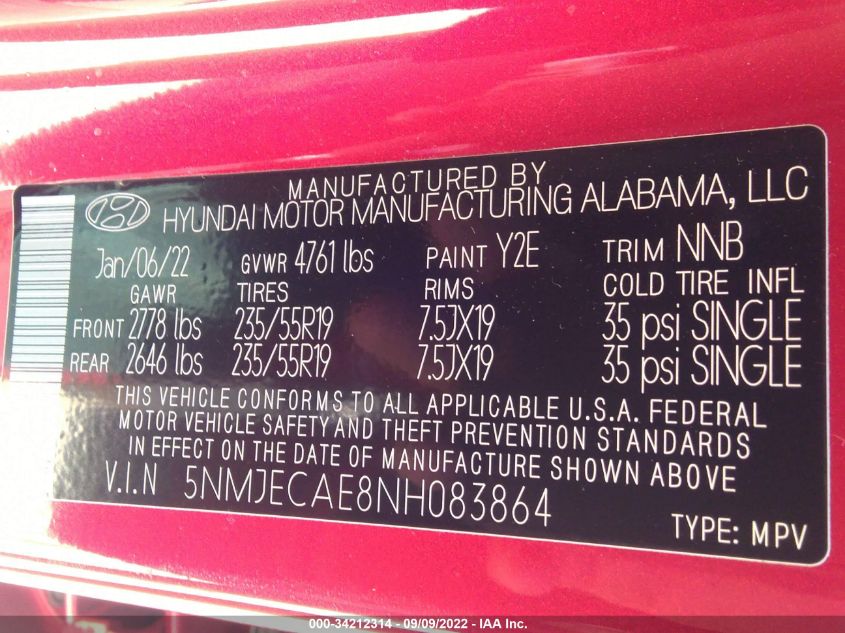 MANUFACTURED BY
HYUNDAI MOTOR MANUFACTURING ALABAMA, LLC
Jan/06/22 GVWR 4761 lbs PAINT Y2E TRIM NNB
GAWR TIRES RIMS COLD TIRE INFL
FRONT 2778 lbs 235/55R19 7.5JX19 35 psi SINGLE
REAR 2646 lbs 235/55R19 7.5JX19 35 psi SINGLE
THIS VEHICLE CONFORMS TO ALL APPLICABLE U.S.A. FEDERAL
MOTOR VEHICLE SAFETY AND THEFT PREVENTION STANDARDS
IN EFFECT ON THE DATE OF MANUFACTURE SHOWN ABOVE
V.I.N 5NMJECAE8NH083864
TYPE: MPV
000-34212314 - 09/09/2022 - IAA Inc.